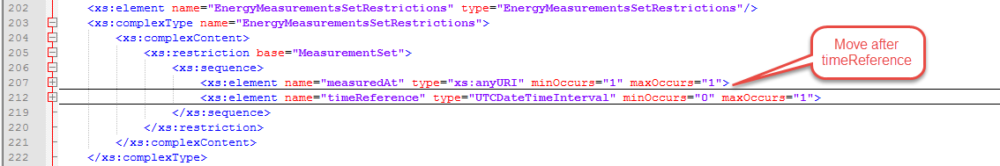 202 <xs:element name="EnergyMeasurementsSetRestrictions" type="EnergyMeasurementsSetRestrictions"/>
203 <xs:complexType name="EnergyMeasurementsSetRestrictions">
204 <xs:complexContent>
205 <xs:restriction base="MeasurementSet">
206 <xs:sequence>
207 <xs:element name="measuredAt" type="xs:anyURI" minOccurs="1" maxOccurs="1">
212 <xs:element name="timeReference" type="UTCDateTimeInterval" minOccurs="0" maxOccurs="1">
219 </xs:sequence>
220 </xs:restriction>
221 </xs:complexContent>
222 </xs:complexType>
Move after
timeReference